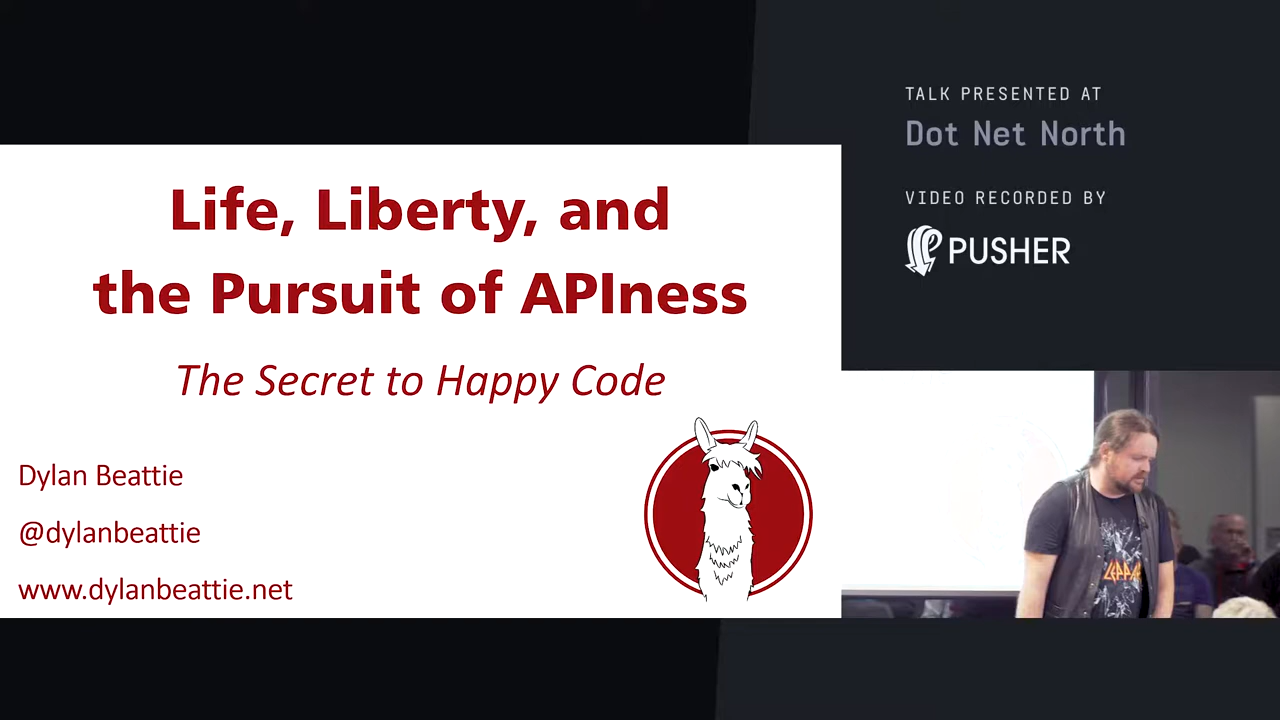 Life, Liberty, and
the Pursuit of APIness
The Secret to Happy Code
Dylan Beattie
@dylanbeattie
www.dylanbeattie.net
TALK PRESENTED AT
Dot Net North
VIDEO RECORDED BY
PUSHER
LEPPARD